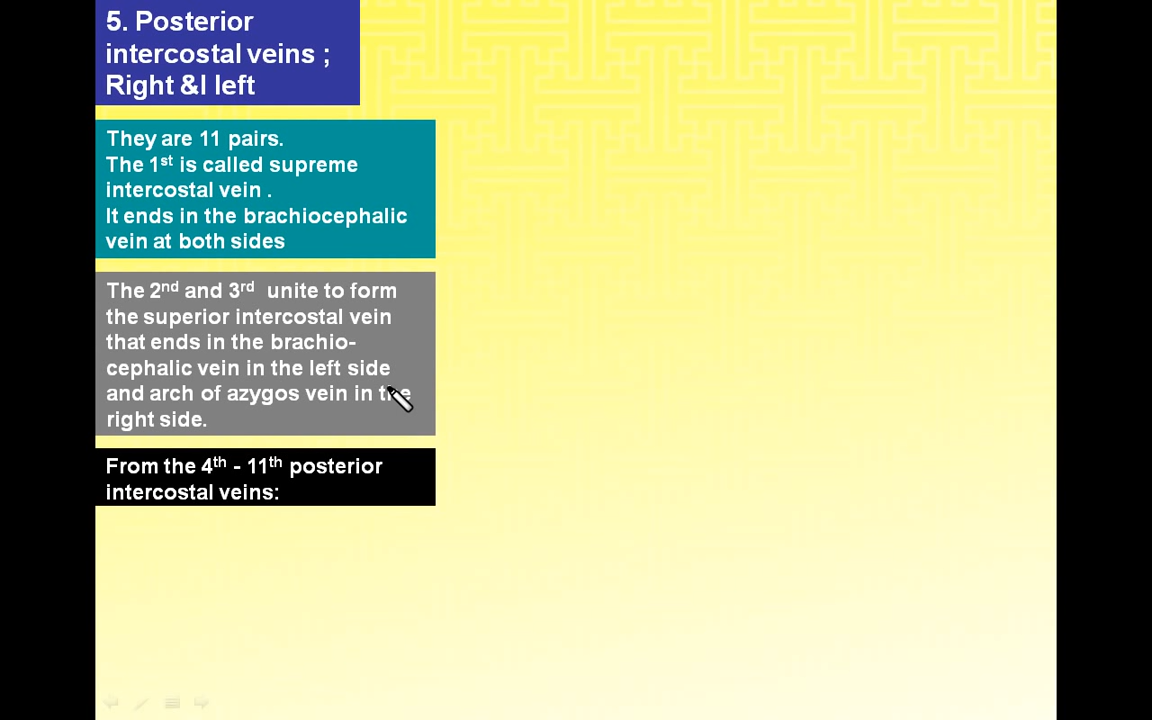 5. Posterior
intercostal veins ;
Right &l left
They are 11 pairs.
The 1st is called supreme
intercostal vein .
It ends in the brachiocephalic
vein at both sides
The 2nd and 3rd unite to form
the superior intercostal vein
that ends in the brachio-
cephalic vein in the left side
and arch of azygos vein in the
right side.
From the 4th - 11th posterior
intercostal veins: